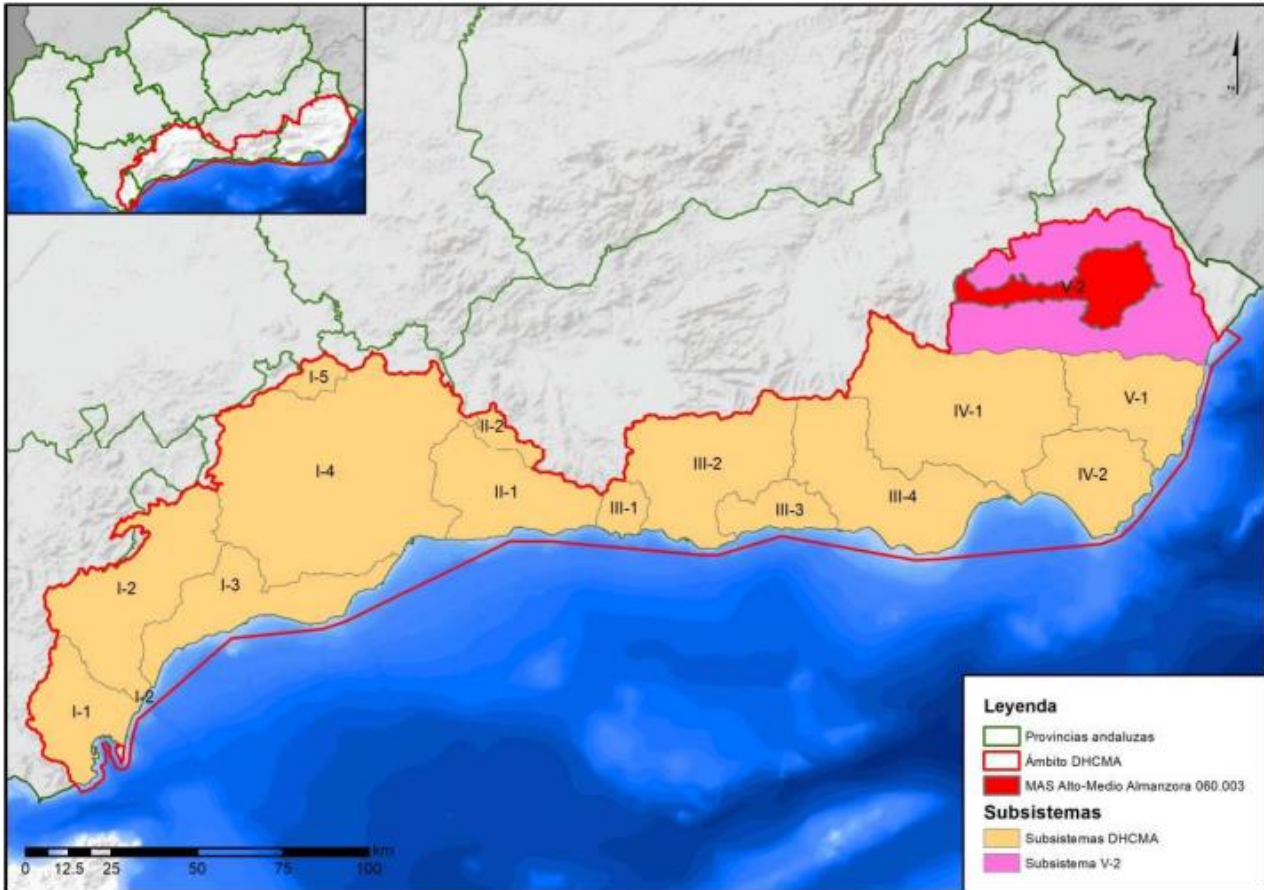 V-2
I-5
II-2
I-4
II-1
III-1
III-2
III-3
III-4
IV-1
V-1
IV-2
I-2
I-3
I-2
I-1
Leyenda
Provincias andaluzas
Ámbito DHCMA
MAS Alto-Medio Almanzora 060.003
Subsistemas
Subsistemas DHCMA
Subsistema V-2
km
0 12.5 25 50 75 100